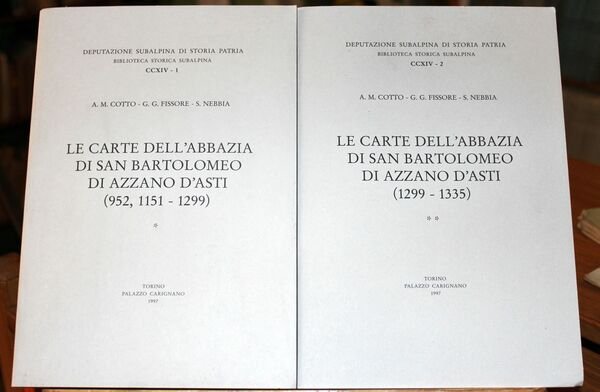 DEPUTAZIONE SUBALPINA DI STORIA PATRIA
BIBLIOTECA STORICA SUBALPINA
CCXIV - 1
A. M. COTTO - G. G. FISSORE - S. NEBBIA
LE CARTE DELL'ABBAZIA
DI SAN BARTOLOMEO
DI AZZANO D'ASTI
(952, 1151 - 1299)
*
TORINO
PALAZZO CARIGNANO
1997
DEPUTAZIONE SUBALPINA DI STORIA PATRIA
BIBLIOTECA STORICA SUBALPINA
CCXIV - 2
A. M. COTTO - G. G. FISSORE - S. NEBBIA
LE CARTE DELL'ABBAZIA
DI SAN BARTOLOMEO
DI AZZANO D'ASTI
(1299 - 1335)
* *
TORINO
PALAZZO CARIGNANO
1997